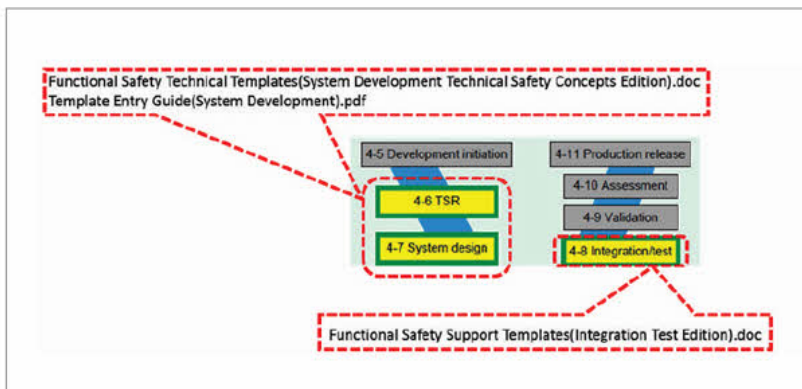 Functional Safety Technical Templates(System Development Technical Safety Concepts Edition).doc
Template Entry Guide(System Development).pdf
4-5 Development initiation
4-11 Production release
4-10 Assessment
4-6 TSR
4-9 Validation
4-7 System design
4-8 Integration/test
Functional Safety Support Templates(Integration Test Edition).doc